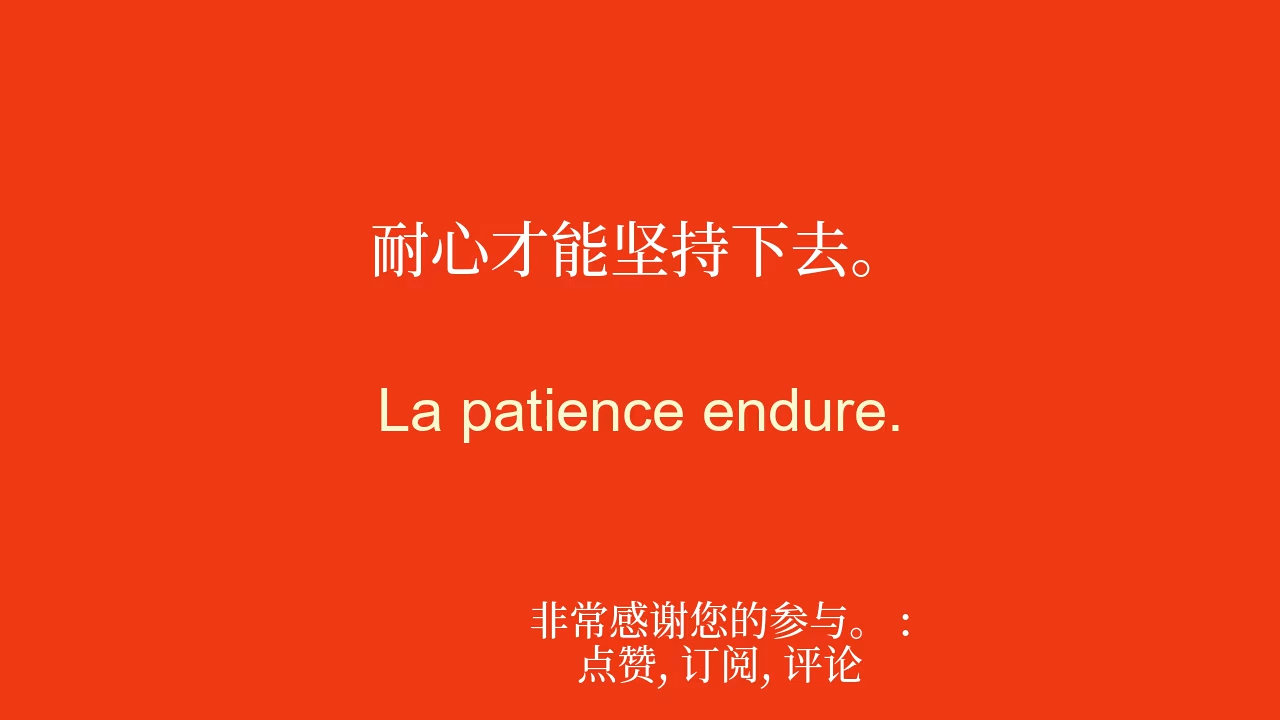 耐心才能坚持下去。
La patience endure.
非常感谢您的参与。 :
点赞, 订阅, 评论